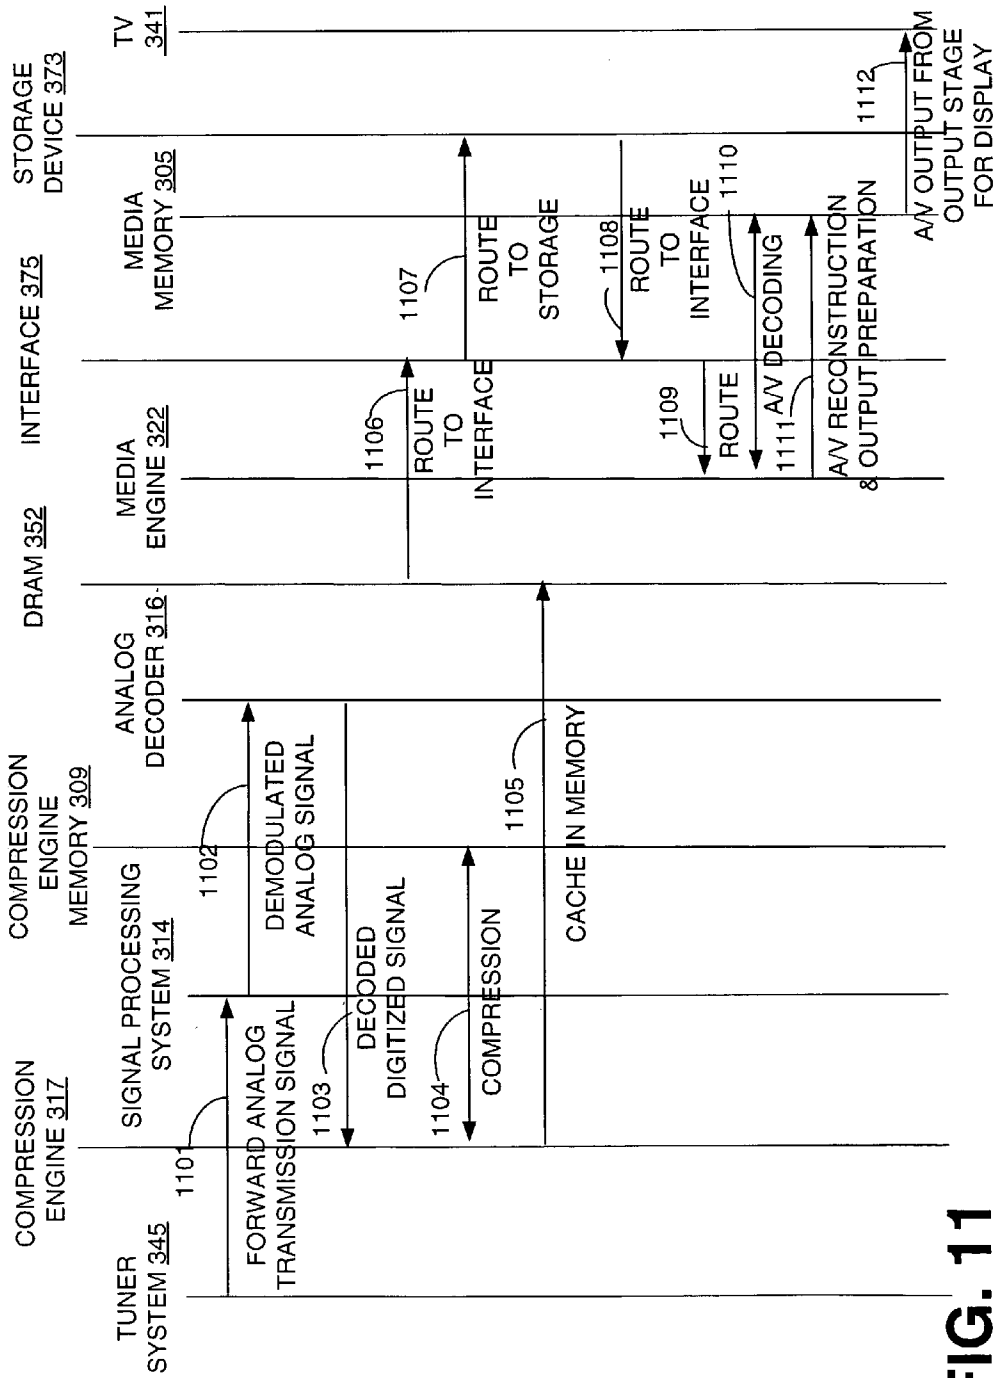 TUNER
SYSTEM 345
COMPRESSION
ENGINE 317
SIGNAL PROCESSING
SYSTEM 314
COMPRESSION
ENGINE
MEMORY 309
ANALOG
DECODER 316
DRAM 352
MEDIA
ENGINE 322
INTERFACE 375
MEDIA
MEMORY 305
STORAGE
DEVICE 373
TV
341
1101
FORWARD ANALOG
TRANSMISSION SIGNAL
1102
DEMODULATED
ANALOG SIGNAL
1103
DECODED
DIGITIZED SIGNAL
1104
COMPRESSION
1105
CACHE IN MEMORY
1106
ROUTE
TO
INTERFACE
1107
ROUTE
TO
STORAGE
1108
ROUTE
TO
INTERFACE
1109
ROUTE
1110
A/V DECODING
1111
A/V RECONSTRUCTION
& OUTPUT PREPARATION
1112
A/V OUTPUT FROM
OUTPUT STAGE
FOR DISPLAY
FIG. 11